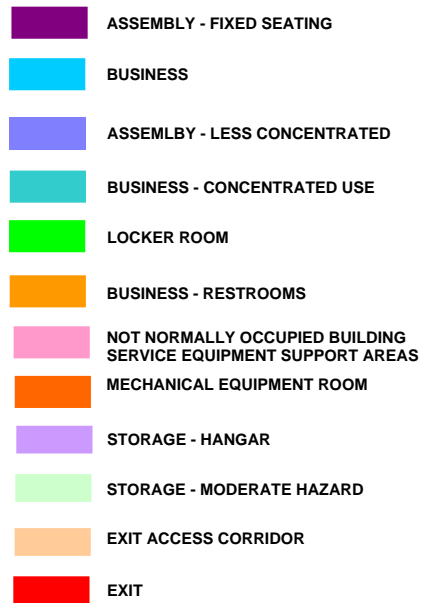 ASSEMBLY - FIXED SEATING
BUSINESS
ASSEMLBY - LESS CONCENTRATED
BUSINESS - CONCENTRATED USE
LOCKER ROOM
BUSINESS - RESTROOMS
NOT NORMALLY OCCUPIED BUILDING
SERVICE EQUIPMENT SUPPORT AREAS
MECHANICAL EQUIPMENT ROOM
STORAGE - HANGAR
STORAGE - MODERATE HAZARD
EXIT ACCESS CORRIDOR
EXIT